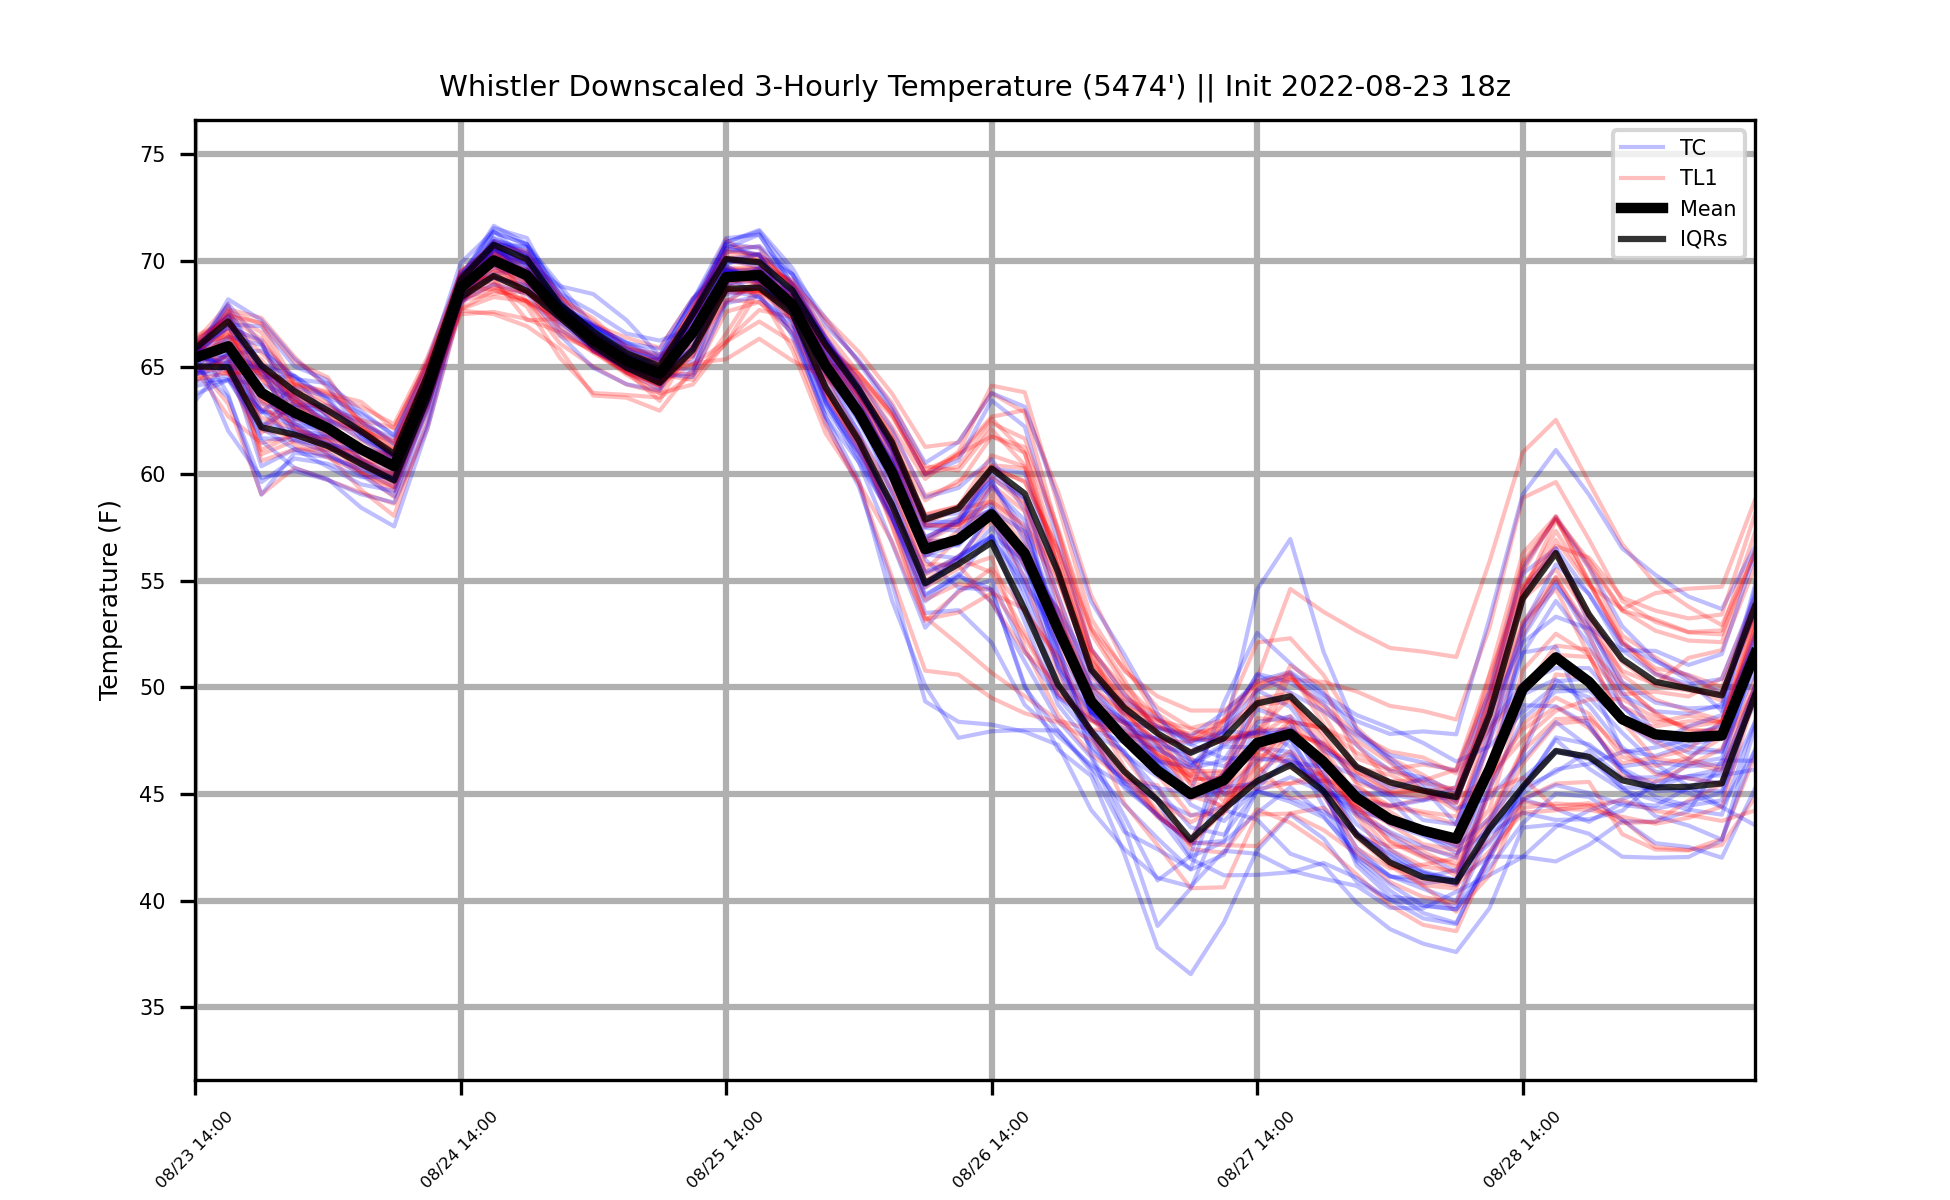 Whistler Downscaled 3-Hourly Temperature (5474') || Init 2022-08-23 18z
TC
TL1
Mean
IQRs
Temperature (F)
75
70
65
60
55
50
45
40
35
08/23 14:00
08/24 14:00
08/25 14:00
08/26 14:00
08/27 14:00
08/28 14:00